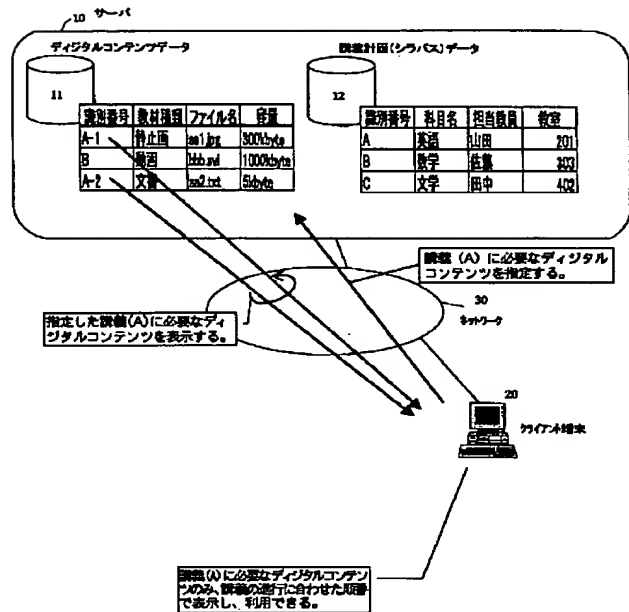 10 サーバ
ディジタルコンテンツデータ
11
識別番号 教材種類 ファイル名 容量
A-1 静止画 aa1.jpg 300kbyte
B 動画 bbb.avi 1000kbyte
A-2 文書 aa2.txt 5kbyte
講義計画(シラバス)データ
12
識別番号 科目名 担当教員 教室
A 英語 山田 201
B 数学 佐藤 303
C 文学 田中 402
講義(A)に必要なディジタル
コンテンツを指定する。
30
ネットワーク
指定した講義(A)に必要なディ
ジタルコンテンツを表示する。
20
クライアント端末
講義(A)に必要なディジタルコンテン
ツのみ、講義の進行に合わせた順番
で表示し、利用できる。